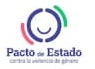 Pacto de Estado
contra la violencia de género